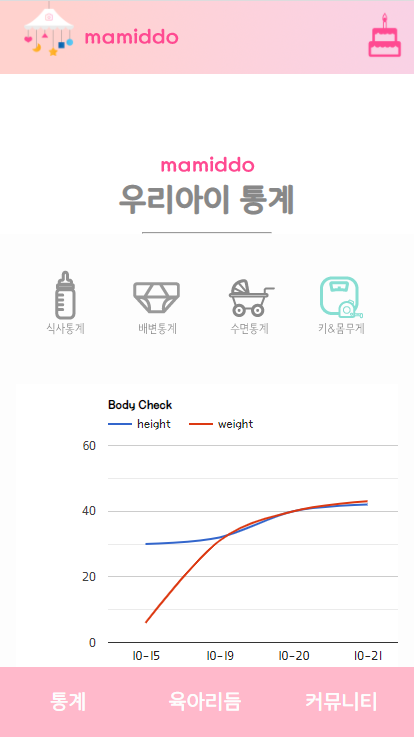 mamiddo
mamiddo
우리아이 통계
식사통계 배변통계 수면통계 키&몸무게
Body Check
height weight
60
40
20
0
10-15 10-19 10-20 10-21
통계 육아리듬 커뮤니티